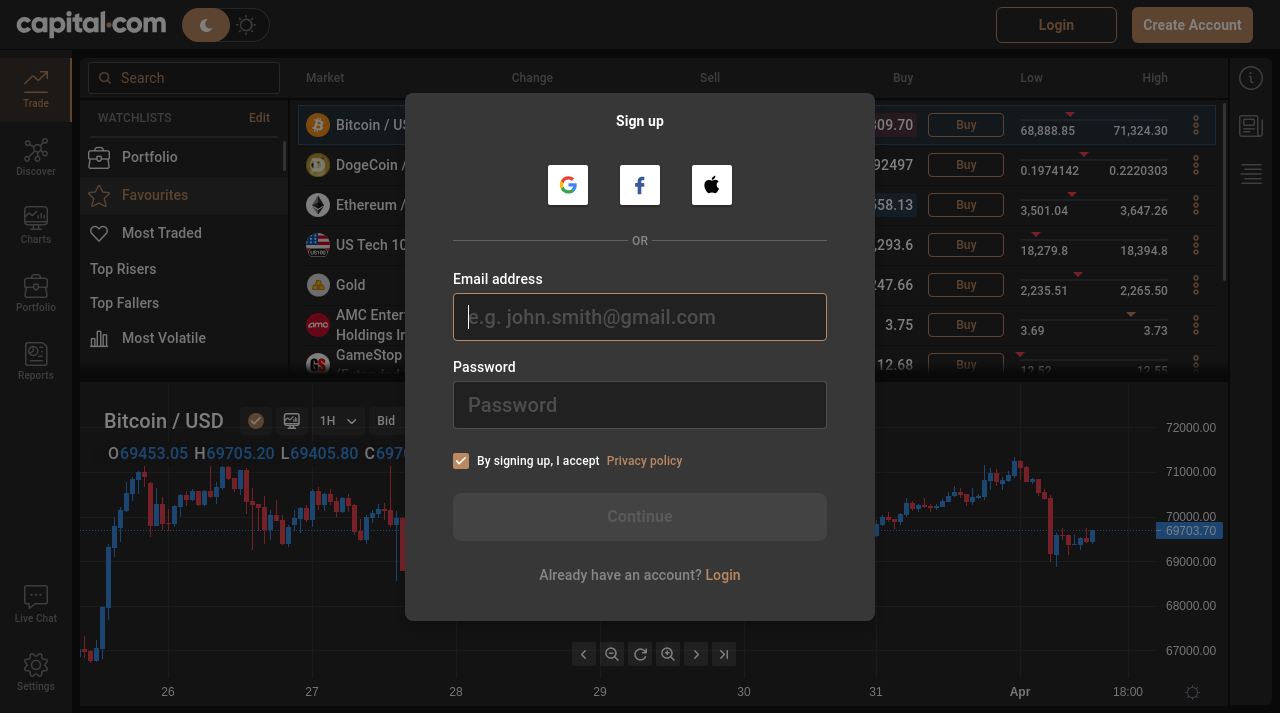 capital.com
Login
Create Account
Search
Market Change Sell Buy Low High
Trade
Discover
Charts
Portfolio
Reports
Live Chat
Settings
WATCHLISTS Edit
Portfolio
Favourites
Most Traded
Top Risers
Top Fallers
Most Volatile
Bitcoin / US
09.70 Buy 68,888.85 71,324.30
DogeCoin /
92497 Buy 0.1974142 0.2220303
Ethereum /
558.13 Buy 3,501.04 3,647.26
US Tech 10
,293.6 Buy 18,279.8 18,394.8
Gold
247.66 Buy 2,235.51 2,265.50
AMC Enter
Holdings In
3.75 Buy 3.69 3.73
GameStop
12.68 Buy 12.52 12.55
Sign up
OR
Email address
e.g. john.smith@gmail.com
Password
Password
By signing up, I accept Privacy policy
Continue
Already have an account? Login
Bitcoin / USD
1H
Bid
O69453.05 H69705.20 L69405.80 C970
72000.00
71000.00
70000.00
69703.70
69000.00
68000.00
67000.00
26 27 28 29 30 31 Apr 18:00